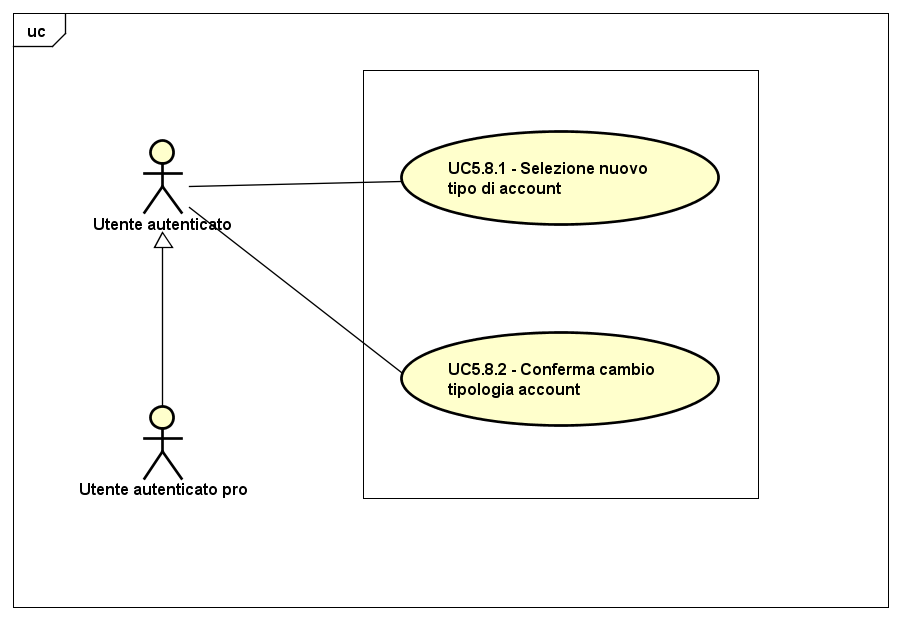 uc
UC5.8.1 - Selezione nuovo
tipo di account
Utente autenticato
UC5.8.2 - Conferma cambio
tipologia account
Utente autenticato pro